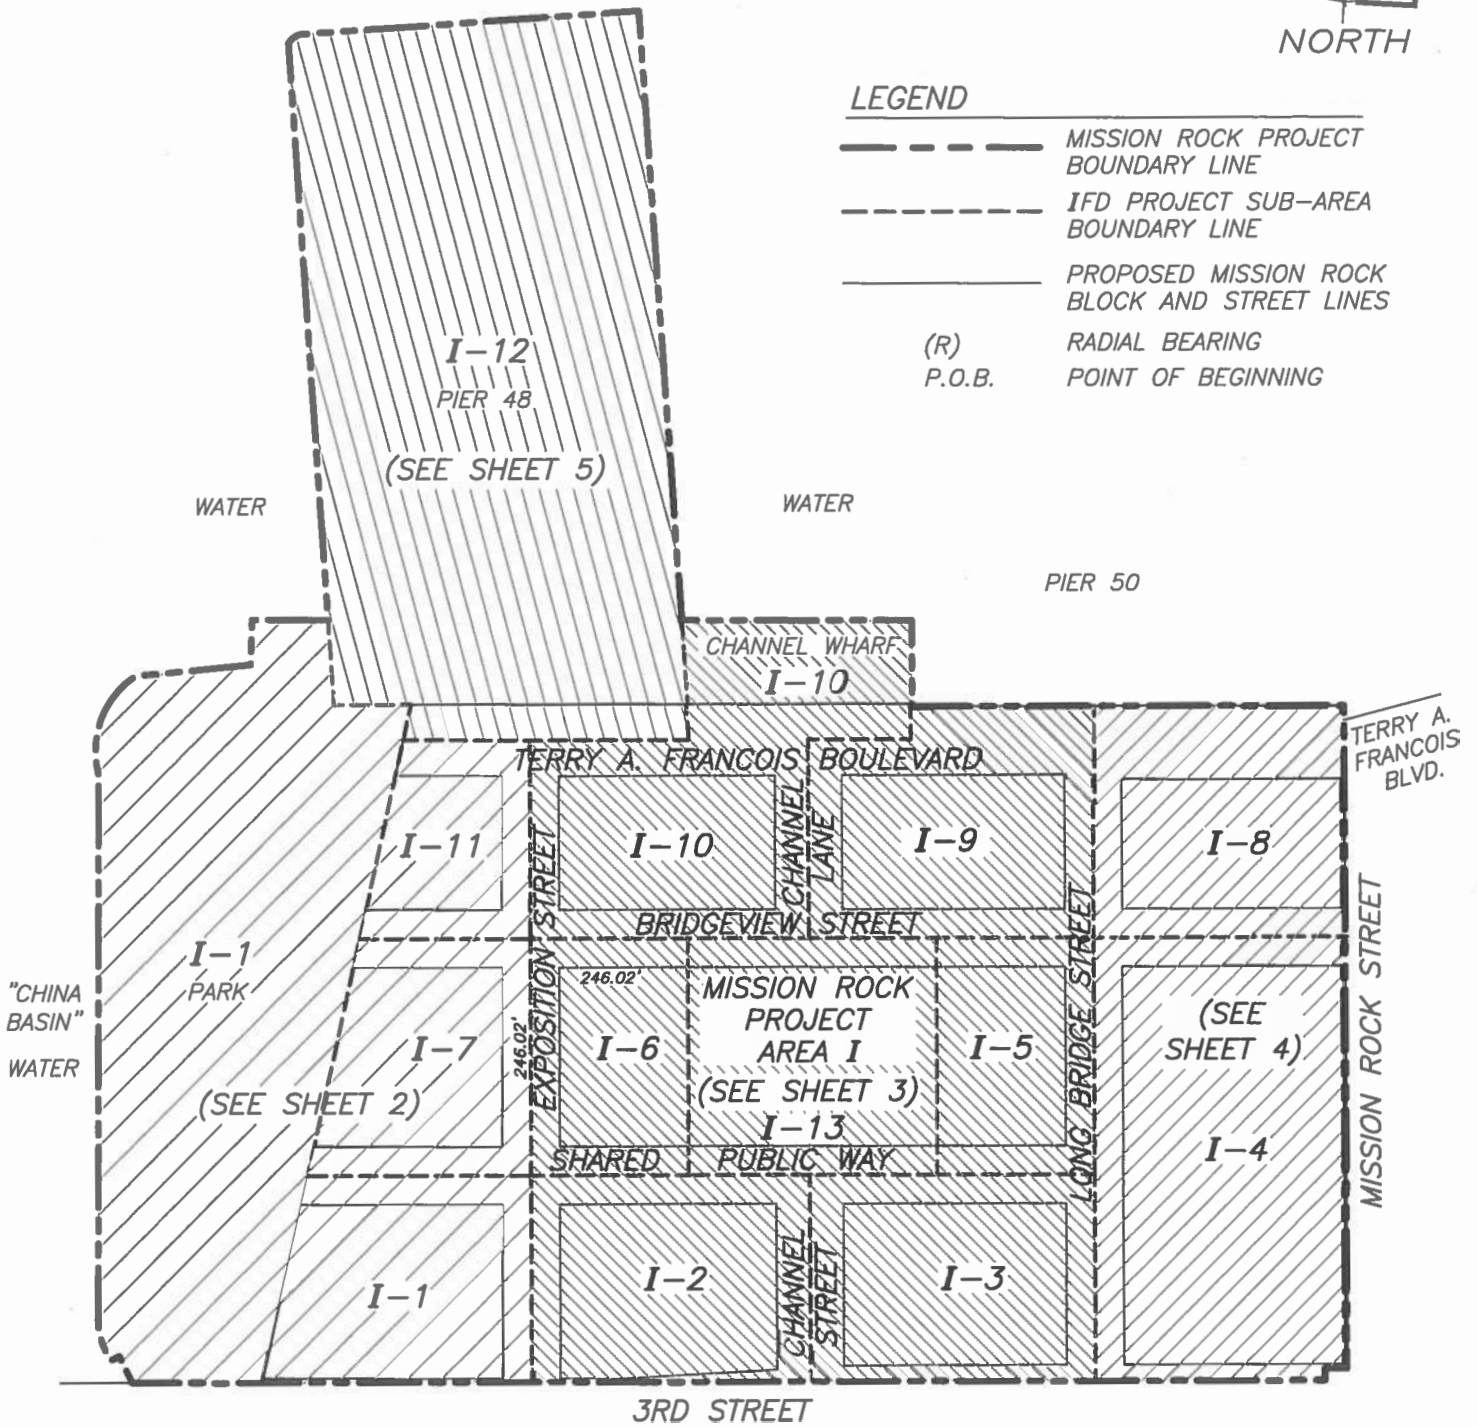 NORTH
LEGEND
MISSION ROCK PROJECT
BOUNDARY LINE
IFD PROJECT SUB-AREA
BOUNDARY LINE
PROPOSED MISSION ROCK
BLOCK AND STREET LINES
(R) RADIAL BEARING
P.O.B. POINT OF BEGINNING
I-12
PIER 48
(SEE SHEET 5)
WATER
WATER
PIER 50
CHANNEL WHARF
I-10
TERRY A.
FRANCOIS
BLVD.
TERRY A. FRANCOIS BOULEVARD
I-11
I-10
CHANNEL
LANE
I-9
I-8
BRIDGEVIEW STREET
EXPOSITION STREET
LONG BRIDGE STREET
MISSION ROCK STREET
I-1
PARK
"CHINA
BASIN"
WATER
(SEE SHEET 2)
I-7
246.02'
246.02'
I-6
MISSION ROCK
PROJECT
AREA I
(SEE SHEET 3)
I-13
I-5
(SEE
SHEET 4)
I-4
SHARED PUBLIC WAY
I-1
I-2
CHANNEL
STREET
I-3
3RD STREET